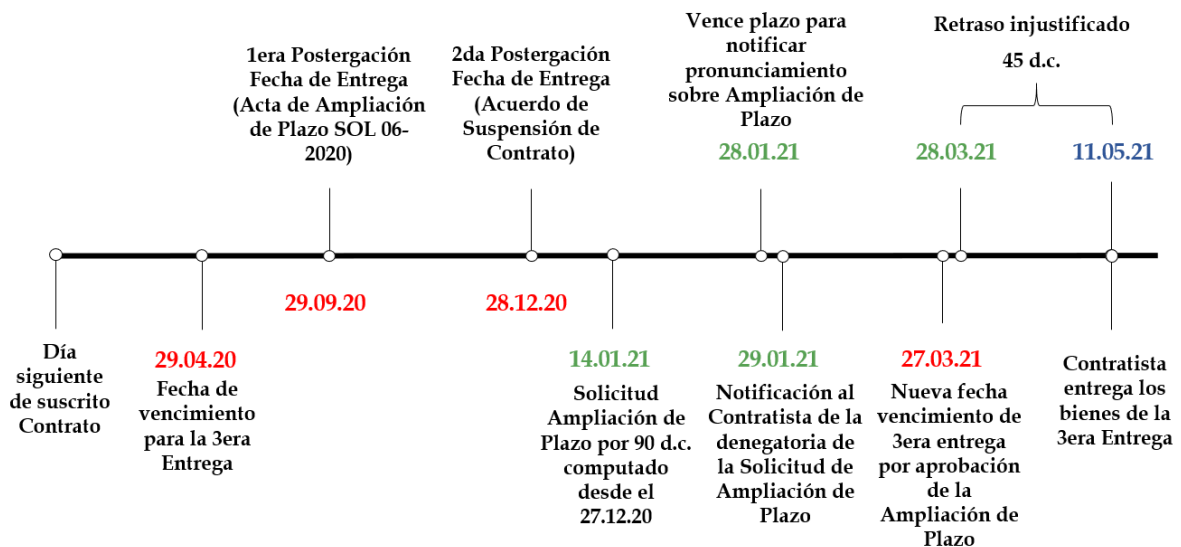 1era Postergación
Fecha de Entrega
(Acta de Ampliación
de Plazo SOL 06-
2020)
2da Postergación
Fecha de Entrega
(Acuerdo de
Suspensión de
Contrato)
Vence plazo para
notificar
pronunciamiento
sobre Ampliación de
Plazo
28.01.21
Retraso injustificado
45 d.c.
28.03.21
11.05.21
Día
siguiente
de suscrito
Contrato
29.04.20
Fecha de
vencimiento
para la 3era
Entrega
29.09.20
28.12.20
14.01.21
Solicitud
Ampliación de
Plazo por 90 d.c.
computado
desde el
27.12.20
29.01.21
Notificación al
Contratista de la
denegatoria de
la Solicitud de
Ampliación de
Plazo
27.03.21
Nueva fecha
vencimiento de
3era entrega
por aprobación
de la
Ampliación de
Plazo
Contratista
entrega los
bienes de la
3era Entrega